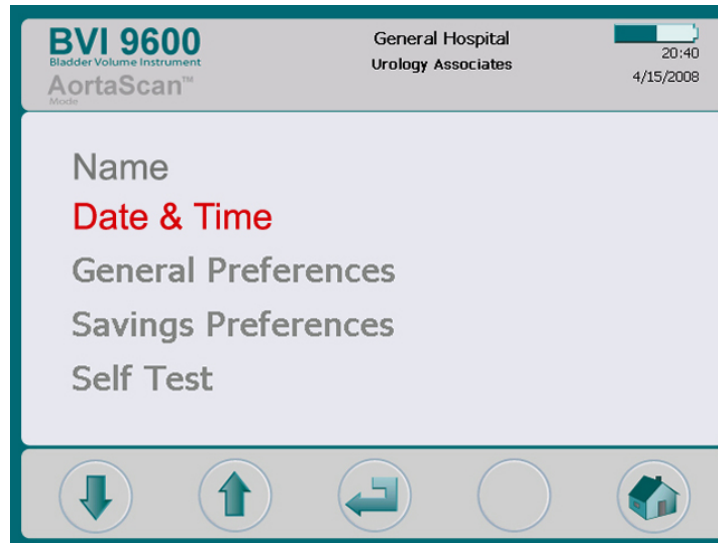 BVI 9600
Bladder Volume Instrument
AortaScan™
Mode
General Hospital
Urology Associates
20:40
4/15/2008
Name
Date & Time
General Preferences
Savings Preferences
Self Test